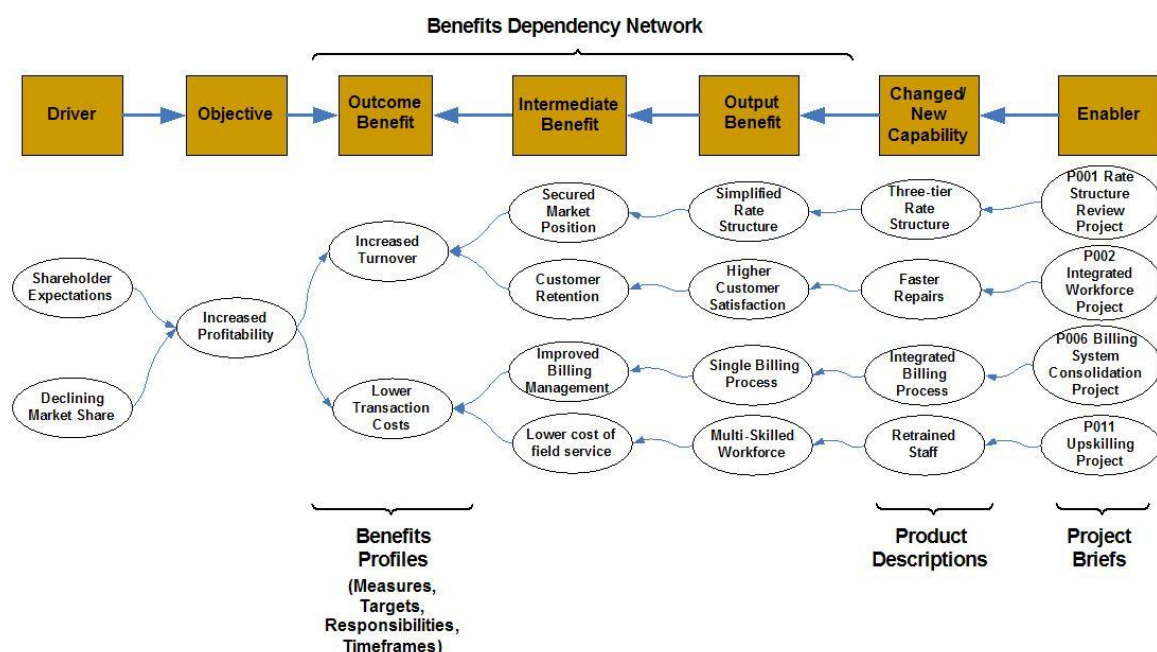 Benefits Dependency Network
Driver
Objective
Outcome
Benefit
Intermediate
Benefit
Output
Benefit
Changed/
New
Capability
Enabler
Shareholder
Expectations
Declining
Market Share
Increased
Profitability
Increased
Turnover
Lower
Transaction
Costs
Secured
Market
Position
Customer
Retention
Improved
Billing
Management
Lower cost of
field service
Simplified
Rate
Structure
Higher
Customer
Satisfaction
Single Billing
Process
Multi-Skilled
Workforce
Three-tier
Rate
Structure
Faster
Repairs
Integrated
Billing
Process
Retrained
Staff
P001 Rate
Structure
Review
Project
P002
Integrated
Workforce
Project
P006 Billing
System
Consolidation
Project
P011
Upskilling
Project
Benefits
Profiles
(Measures,
Targets,
Responsibilities,
Timeframes)
Product
Descriptions
Project
Briefs